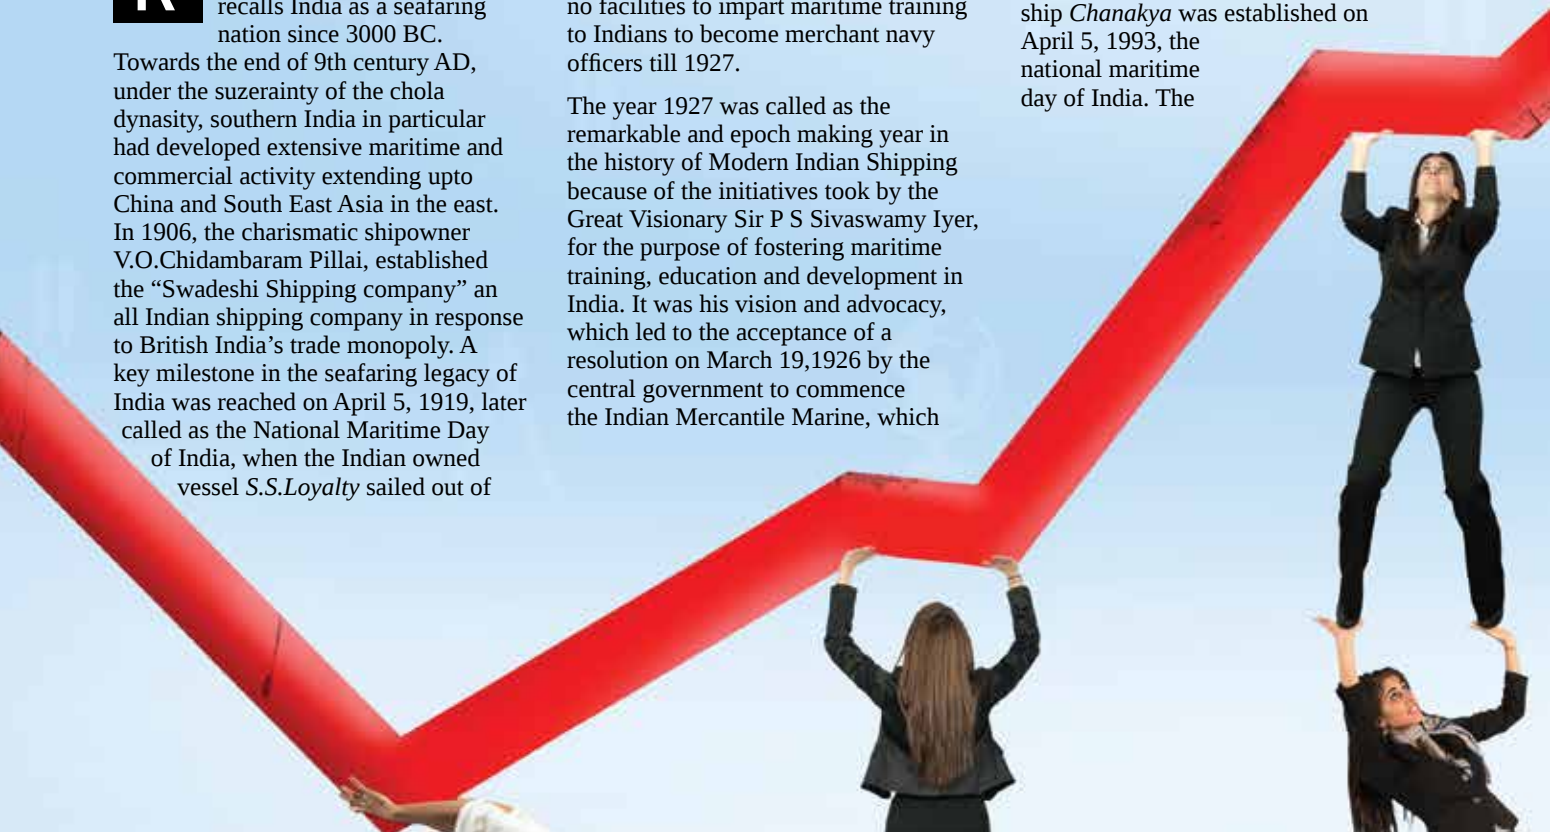 R
recalls India as a seafaring
nation since 3000 BC.
Towards the end of 9th century AD,
under the suzerainty of the chola
dynasity, southern India in particular
had developed extensive maritime and
commercial activity extending upto
China and South East Asia in the east.
In 1906, the charismatic shipowner
V.O.Chidambaram Pillai, established
the “Swadeshi Shipping company” an
all Indian shipping company in response
to British India’s trade monopoly. A
key milestone in the seafaring legacy of
India was reached on April 5, 1919, later
called as the National Maritime Day
of India, when the Indian owned
vessel S.S.Loyalty sailed out of
no facilities to impart maritime training
to Indians to become merchant navy
officers till 1927.
The year 1927 was called as the
remarkable and epoch making year in
the history of Modern Indian Shipping
because of the initiatives took by the
Great Visionary Sir P S Sivaswamy Iyer,
for the purpose of fostering maritime
training, education and development in
India. It was his vision and advocacy,
which led to the acceptance of a
resolution on March 19,1926 by the
central government to commence
the Indian Mercantile Marine, which
ship Chanakya was established on
April 5, 1993, the
national maritime
day of India. The